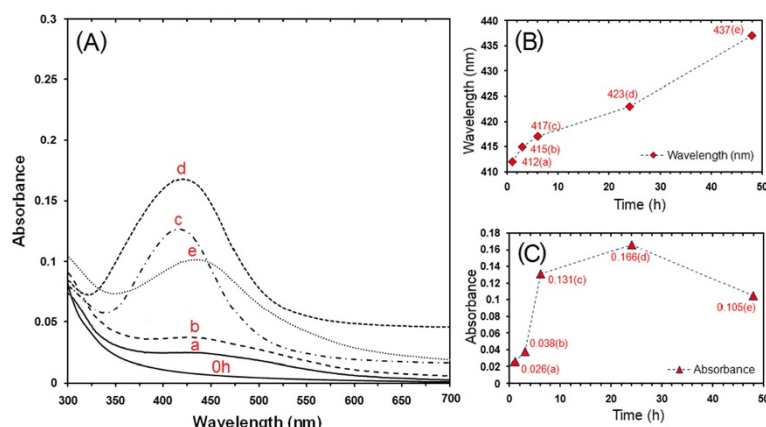 (A)
0.3
0.25
0.2
0.15
0.1
0.05
0
Absorbance
d
c
e
b
a
0h
300 350 400 450 500 550 600 650 700
Wavelength (nm)
(B)
440
435
430
425
420
415
410
Wavelength (nm)
437(e)
423(d)
417(c)
415(b)
412(a)
Wavelength (nm)
0 10 20 30 40 50
Time (h)
(C)
0.18
0.16
0.14
0.12
0.1
0.08
0.06
0.04
0.02
0
Absorbance
0.166(d)
0.131(c)
0.105(e)
0.038(b)
0.026(a)
Absorbance
0 10 20 30 40 50
Time (h)